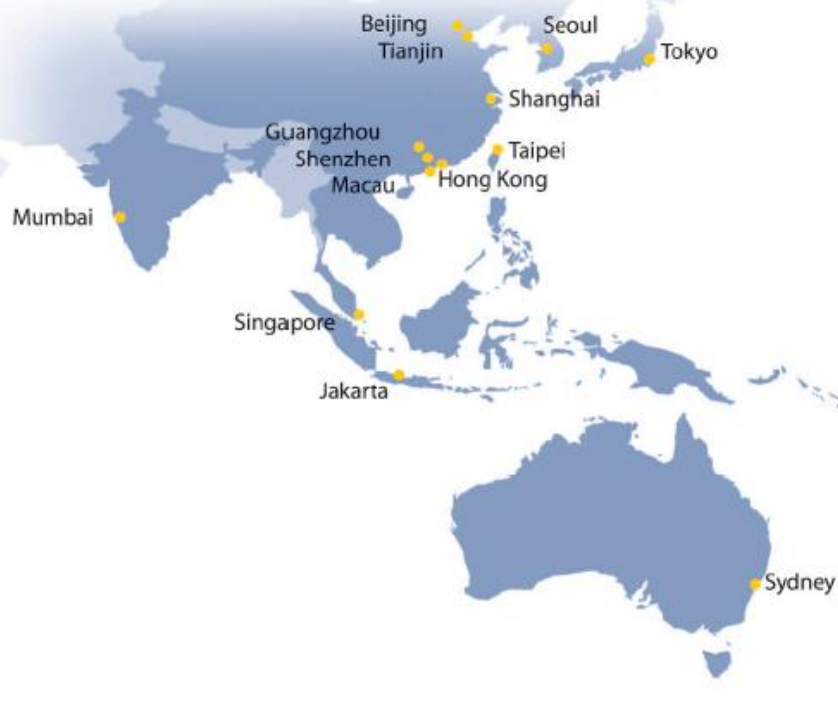 Beijing
Seoul
Tianjin
Tokyo
Shanghai
Guangzhou
Taipei
Shenzhen
Hong Kong
Macau
Mumbai
Singapore
Jakarta
Sydney